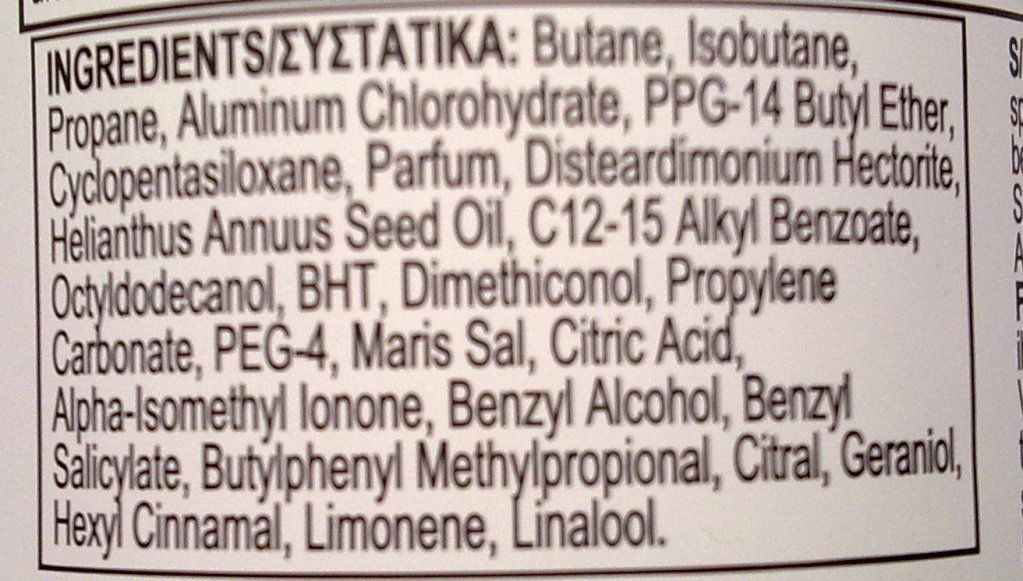 INGREDIENTS/ΣΥΣΤΑΤΙΚΑ: Butane, Isobutane,
Propane, Aluminum Chlorohydrate, PPG-14 Butyl Ether,
Cyclopentasiloxane, Parfum, Disteardimonium Hectorite,
Helianthus Annuus Seed Oil, C12-15 Alkyl Benzoate,
Octyldodecanol, BHT, Dimethiconol, Propylene
Carbonate, PEG-4, Maris Sal, Citric Acid,
Alpha-Isomethyl Ionone, Benzyl Alcohol, Benzyl
Salicylate, Butylphenyl Methylpropional, Citral, Geraniol,
Hexyl Cinnamal, Limonene, Linalool.